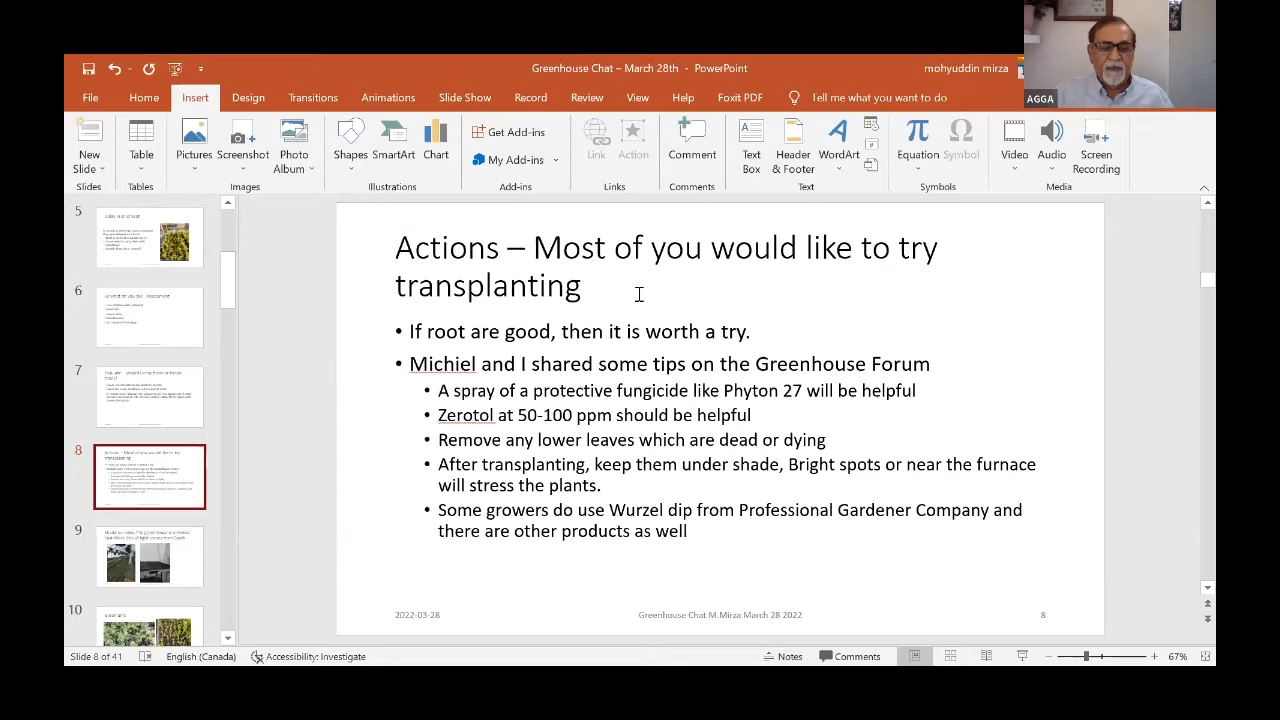 Greenhouse Chat – March 28th - PowerPoint
mohyuddin mirza
AGGA
File Home Insert Design Transitions Animations Slide Show Record Review View Help Foxit PDF Tell me what you want to do
New Slide
Table
Pictures
Screenshot
Photo Album
Shapes
SmartArt
Chart
Get Add-ins
My Add-ins
Link
Action
Comment
Text Box
Header & Footer
WordArt
Equation
Symbol
Video
Audio
Screen Recording
Slides Tables Images Illustrations Add-ins Links Comments Text Symbols Media
5
6
7
8
9
10
Actions – Most of you would like to try
transplanting
• If root are good, then it is worth a try.
• Michiel and I shared some tips on the Greenhouse Forum
• A spray of a protective fungicide like Phyton 27 will be helpful
• Zerotol at 50-100 ppm should be helpful
• Remove any lower leaves which are dead or dying
• After transplanting, keep them under shade, Bright spots or near the furnace
will stress the plants.
• Some growers do use Wurzel dip from Professional Gardener Company and
there are other products as well
2022-03-28
Greenhouse Chat M.Mirza March 28 2022
8
Slide 8 of 41
English (Canada)
Accessibility: Investigate
Notes
Comments
67%